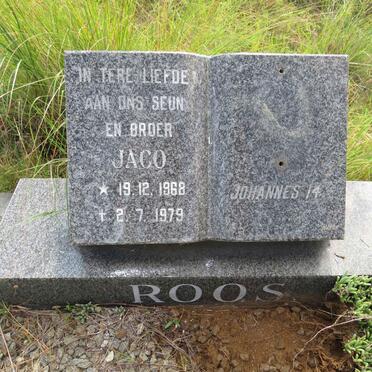 IN TERE LIEFDE
AAN ONS SEUN
EN BROER
JACO
★ 19.12.1968
✝ 2.7.1979
JOHANNES 14
ROOS